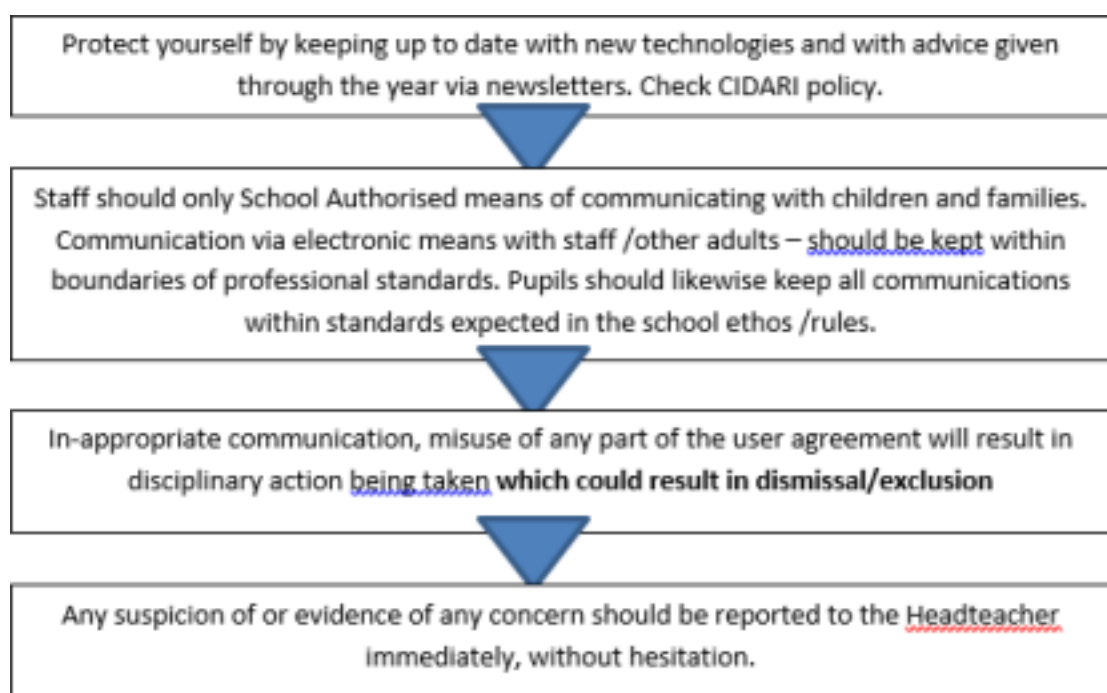 Protect yourself by keeping up to date with new technologies and with advice given
through the year via newsletters. Check CIDARI policy.
Staff should only School Authorised means of communicating with children and families.
Communication via electronic means with staff /other adults – should be kept within
boundaries of professional standards. Pupils should likewise keep all communications
within standards expected in the school ethos /rules.
In-appropriate communication, misuse of any part of the user agreement will result in
disciplinary action being taken which could result in dismissal/exclusion
Any suspicion of or evidence of any concern should be reported to the Headteacher
immediately, without hesitation.